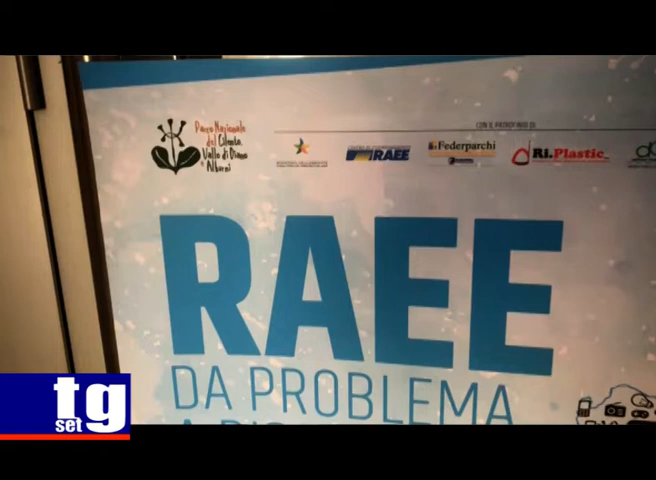 Parco Nazionale
del Cilento
Vallo di Diano
e Alburni
CON IL PATROCINIO DI
RAEE
Federparchi
Ri.Plastic
RAEE
DA PROBLEMA
tg
set